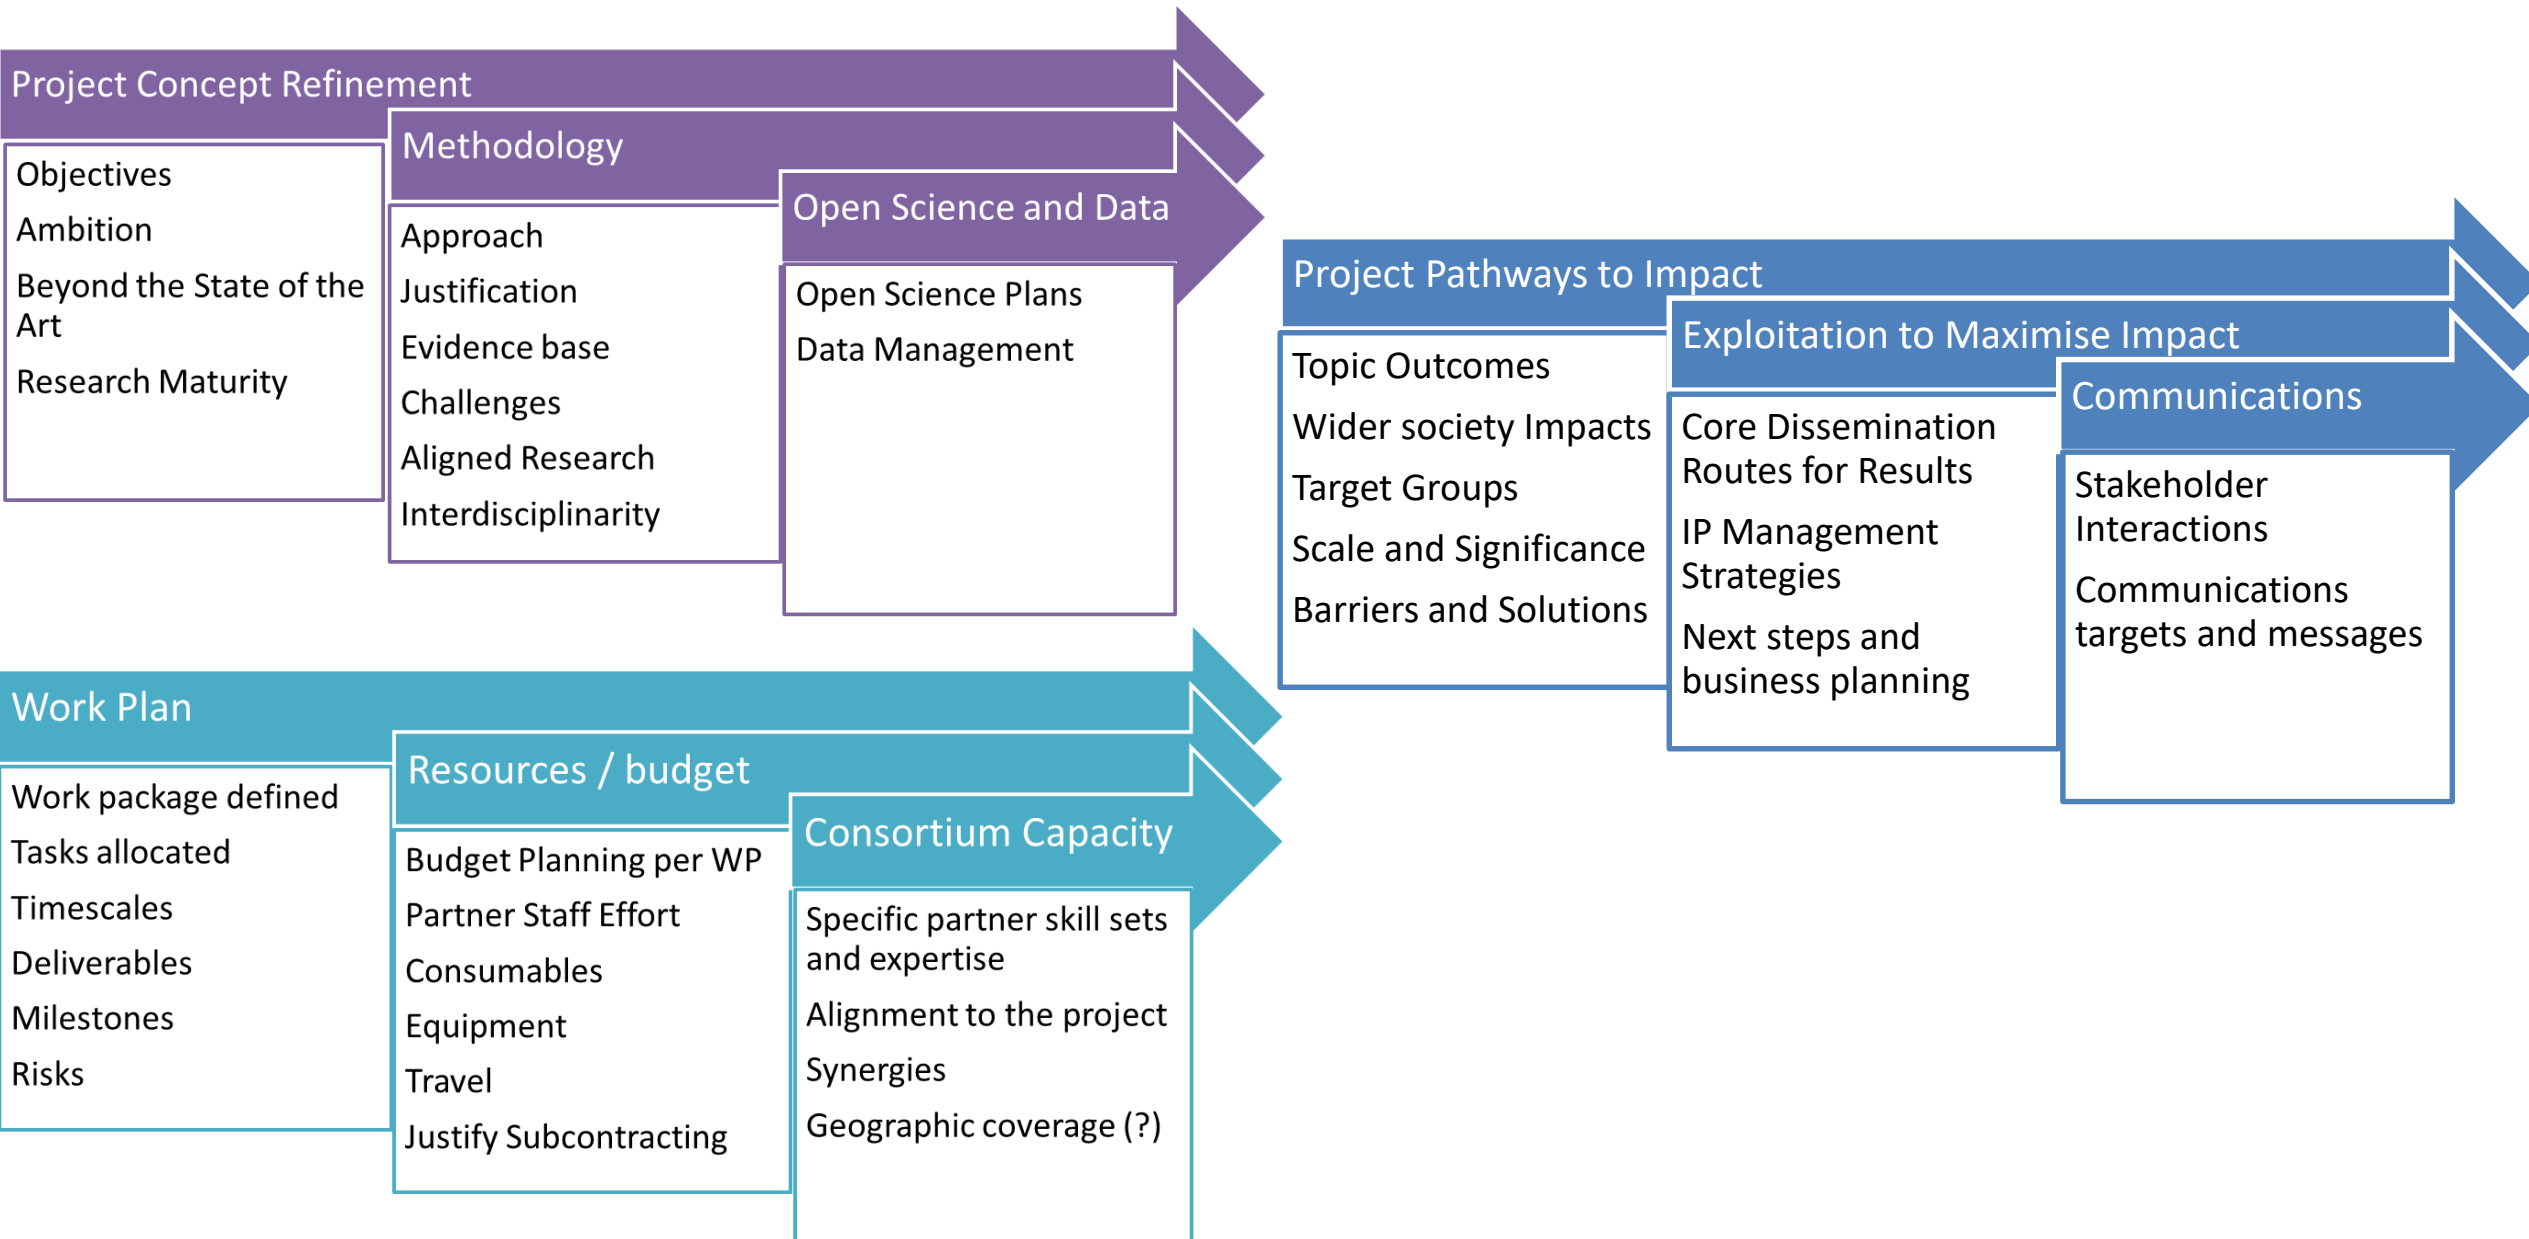 Project Concept Refinement
Objectives
Ambition
Beyond the State of the
Art
Research Maturity
Methodology
Approach
Justification
Evidence base
Challenges
Aligned Research
Interdisciplinarity
Open Science and Data
Open Science Plans
Data Management
Project Pathways to Impact
Topic Outcomes
Wider society Impacts
Target Groups
Scale and Significance
Barriers and Solutions
Exploitation to Maximise Impact
Core Dissemination
Routes for Results
IP Management
Strategies
Next steps and
business planning
Communications
Stakeholder
Interactions
Communications
targets and messages
Work Plan
Work package defined
Tasks allocated
Timescales
Deliverables
Milestones
Risks
Resources / budget
Budget Planning per WP
Partner Staff Effort
Consumables
Equipment
Travel
Justify Subcontracting
Consortium Capacity
Specific partner skill sets
and expertise
Alignment to the project
Synergies
Geographic coverage (?)